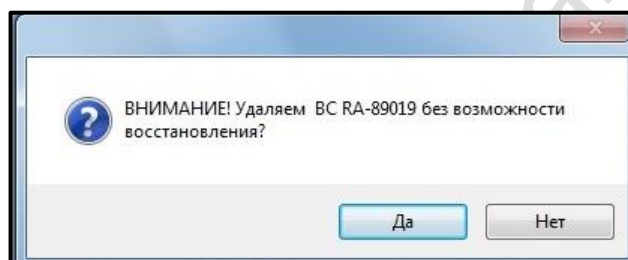 ВНИМАНИЕ! Удаляем ВС RA-89019 без возможности
восстановления?
Да
Нет